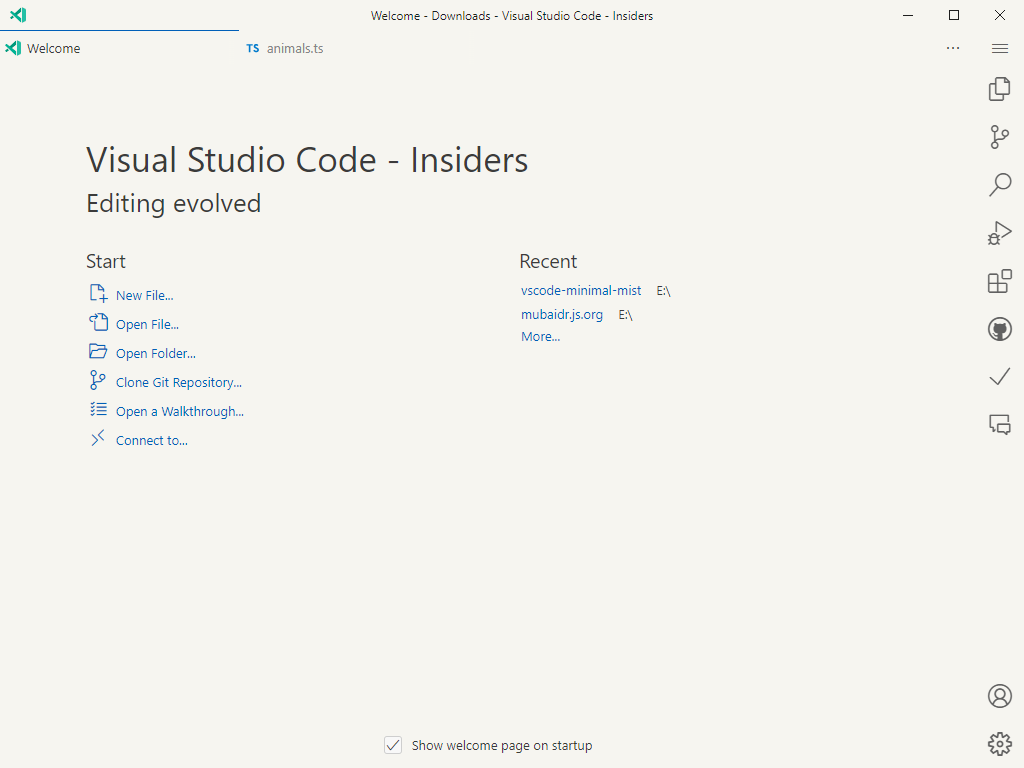 Welcome - Downloads - Visual Studio Code - Insiders
Welcome
TS animals.ts
Visual Studio Code - Insiders
Editing evolved
Start
New File...
Open File...
Open Folder...
Clone Git Repository...
Open a Walkthrough...
Connect to...
Recent
vscode-minimal-mist E:\
mubaidr.js.org E:\
More...
Show welcome page on startup